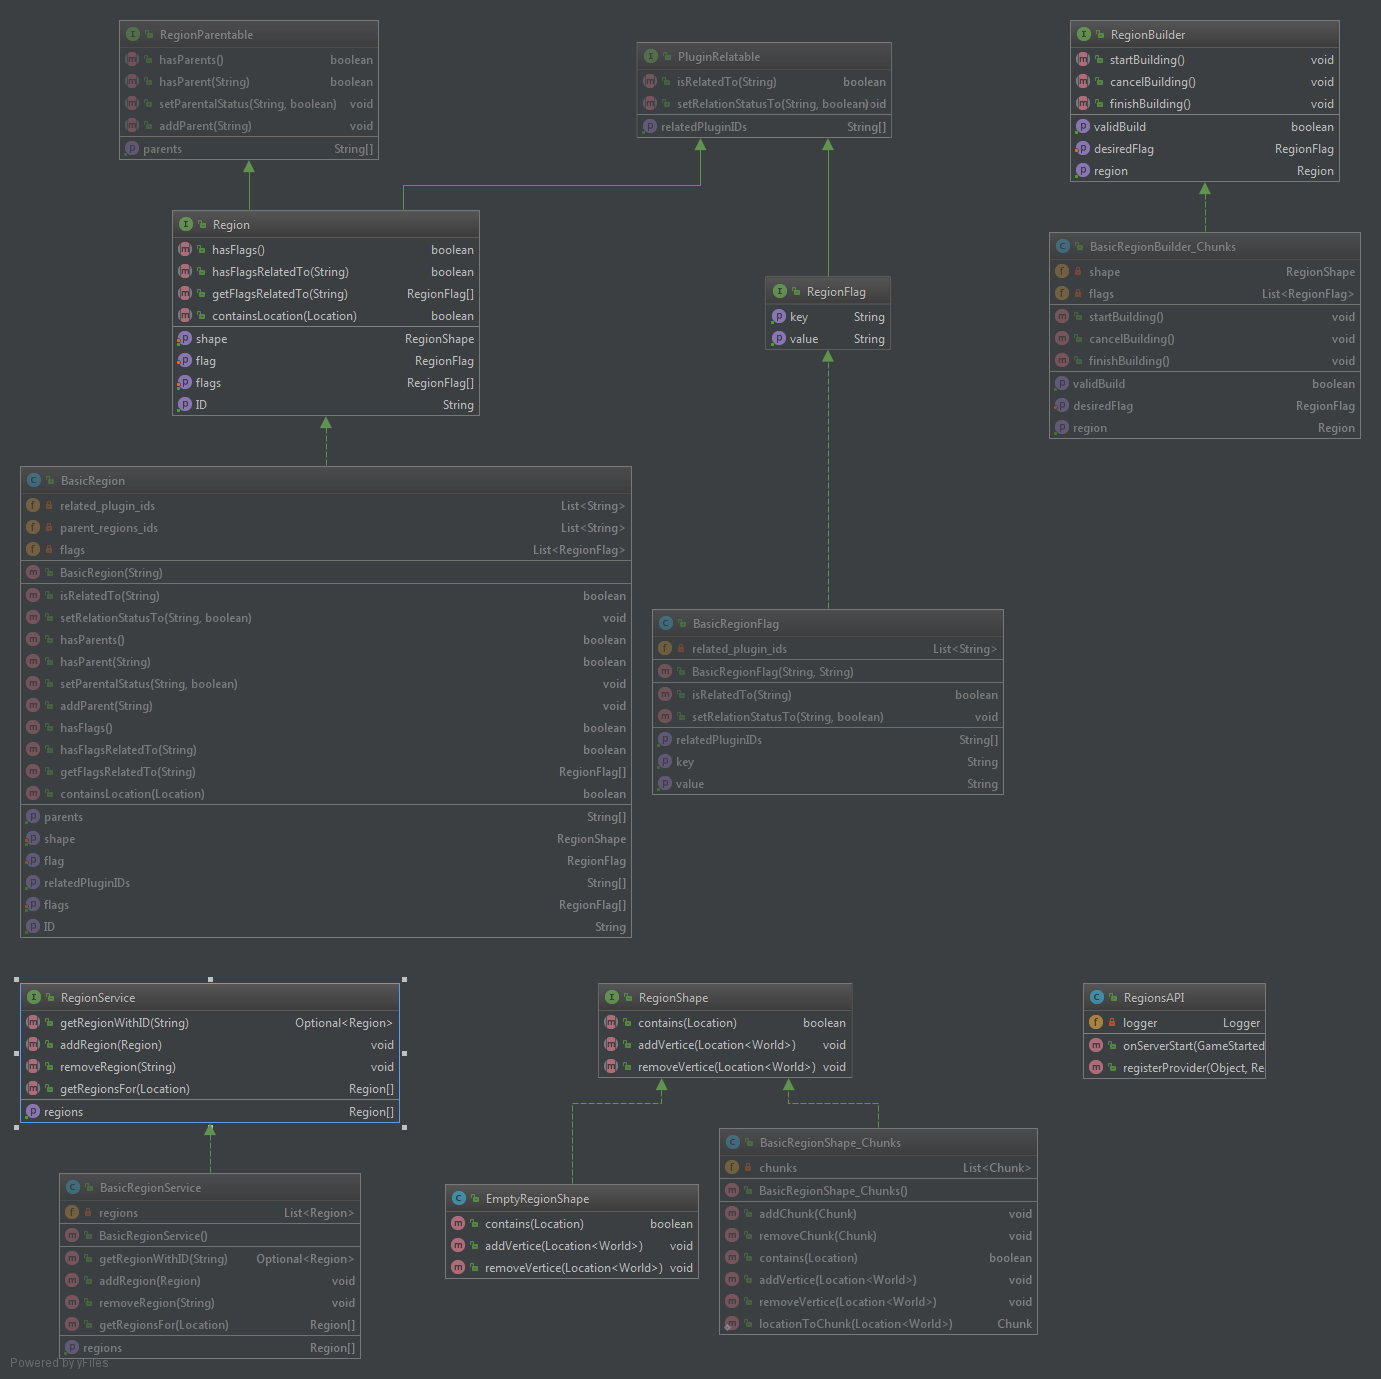 RegionParentable
hasParents() boolean
hasParent(String) boolean
setParentalStatus(String, boolean) void
addParent(String) void
parents String[]
PluginRelatable
isRelatedTo(String) boolean
setRelationStatusTo(String, boolean)oid
relatedPluginIDs String[]
RegionBuilder
startBuilding() void
cancelBuilding() void
finishBuilding() void
validBuild boolean
desiredFlag RegionFlag
region Region
Region
hasFlags() boolean
hasFlagsRelatedTo(String) boolean
getFlagsRelatedTo(String) RegionFlag[]
containsLocation(Location) boolean
shape RegionShape
flag RegionFlag
flags RegionFlag[]
ID String
RegionFlag
key String
value String
BasicRegionBuilder_Chunks
shape RegionShape
flags List<RegionFlag>
startBuilding() void
cancelBuilding() void
finishBuilding() void
validBuild boolean
desiredFlag RegionFlag
region Region
BasicRegion
related_plugin_ids List<String>
parent_regions_ids List<String>
flags List<RegionFlag>
BasicRegion(String)
isRelatedTo(String) boolean
setRelationStatusTo(String, boolean) void
hasParents() boolean
hasParent(String) boolean
setParentalStatus(String, boolean) void
addParent(String) void
hasFlags() boolean
hasFlagsRelatedTo(String) boolean
getFlagsRelatedTo(String) RegionFlag[]
containsLocation(Location) boolean
parents String[]
shape RegionShape
flag RegionFlag
relatedPluginIDs String[]
flags RegionFlag[]
ID String
BasicRegionFlag
related_plugin_ids List<String>
BasicRegionFlag(String, String)
isRelatedTo(String) boolean
setRelationStatusTo(String, boolean) void
relatedPluginIDs String[]
key String
value String
RegionService
getRegionWithID(String) Optional<Region>
addRegion(Region) void
removeRegion(String) void
getRegionsFor(Location) Region[]
regions Region[]
RegionShape
contains(Location) boolean
addVertice(Location<World>) void
removeVertice(Location<World>) void
RegionsAPI
logger Logger
onServerStart(GameStarted
registerProvider(Object, Re
BasicRegionService
regions List<Region>
BasicRegionService()
getRegionWithID(String) Optional<Region>
addRegion(Region) void
removeRegion(String) void
getRegionsFor(Location) Region[]
regions Region[]
EmptyRegionShape
contains(Location) boolean
addVertice(Location<World>) void
removeVertice(Location<World>) void
BasicRegionShape_Chunks
chunks List<Chunk>
BasicRegionShape_Chunks()
addChunk(Chunk) void
removeChunk(Chunk) void
contains(Location) boolean
addVertice(Location<World>) void
removeVertice(Location<World>) void
locationToChunk(Location<World>) Chunk
Powered by yFiles